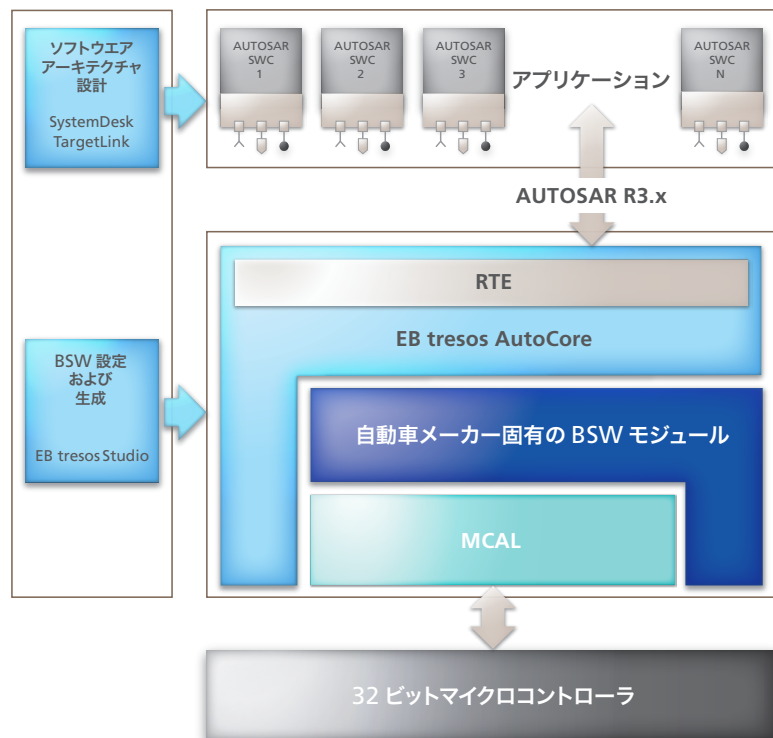 ソフトウエア
アーキテクチャ
設計
SystemDesk
TargetLink
AUTOSAR
SWC
1
AUTOSAR
SWC
2
AUTOSAR
SWC
3
アプリケーション
AUTOSAR
SWC
N
AUTOSAR R3.x
RTE
EB tresos AutoCore
BSW 設定
および
生成
EB tresos Studio
自動車メーカー固有の BSW モジュール
MCAL
32 ビットマイクロコントローラ